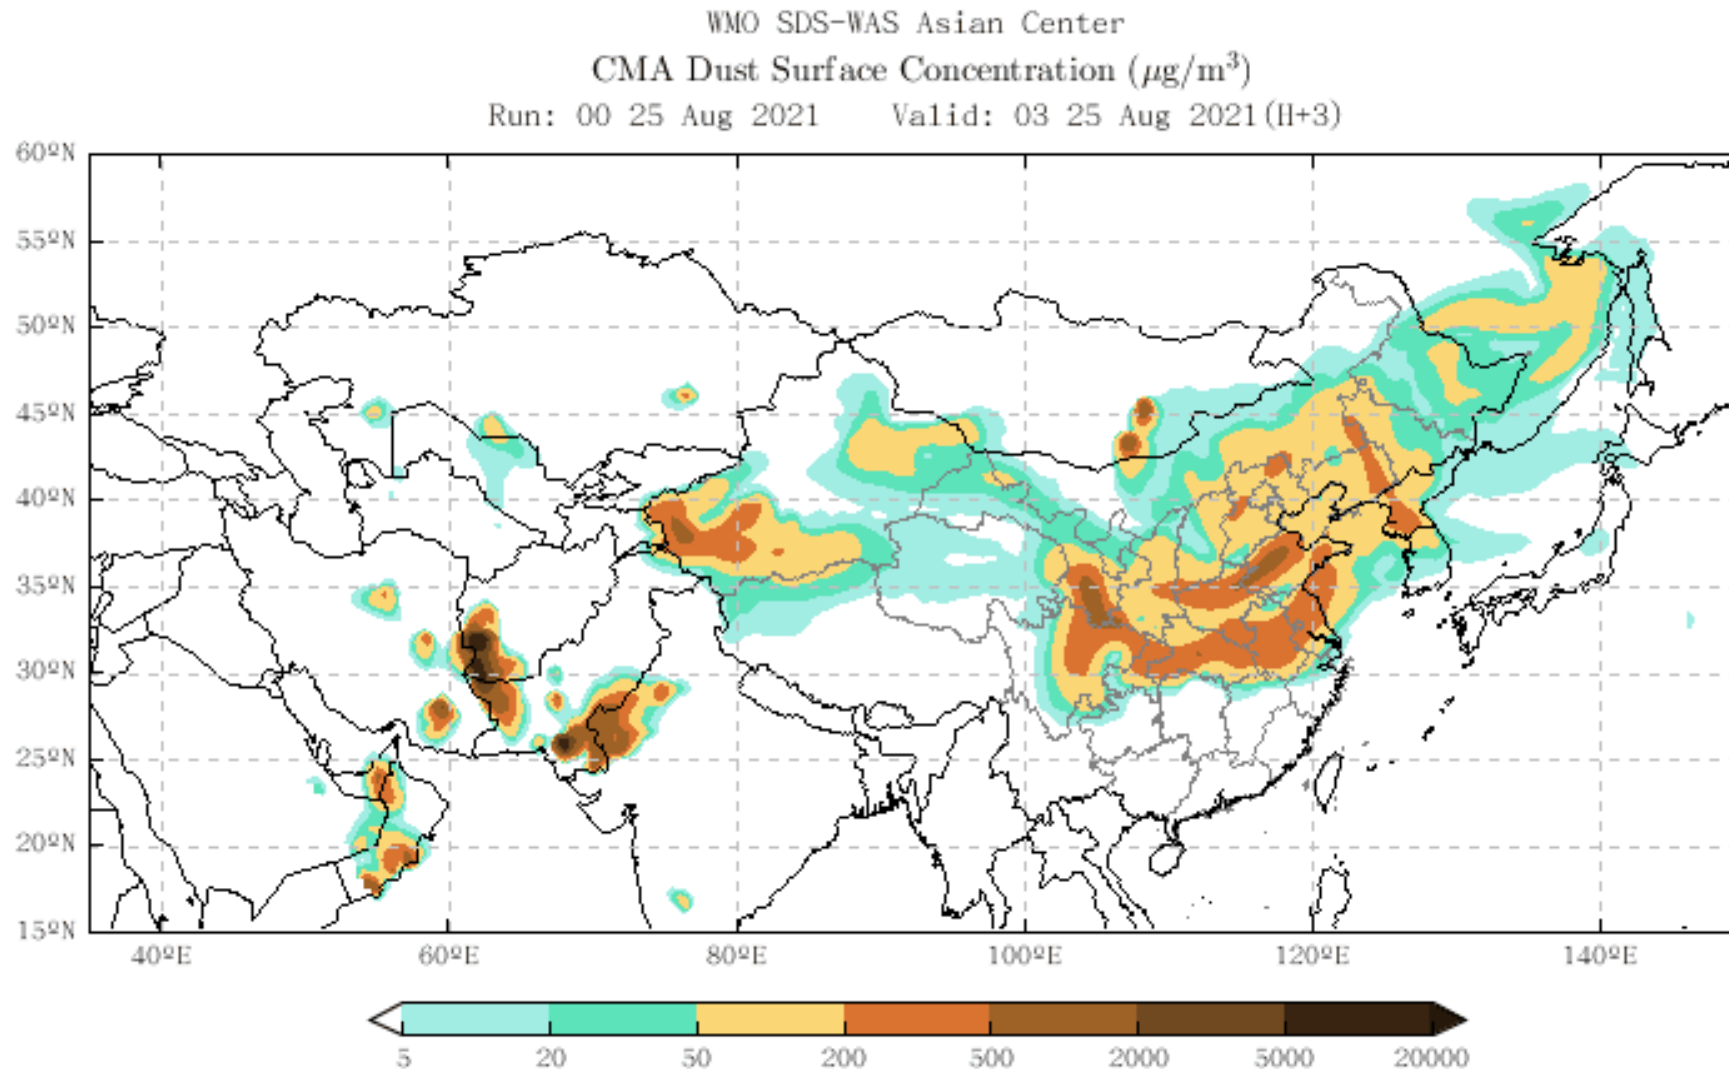 WMO SDS-WAS Asian Center
CMA Dust Surface Concentration (μg/m³)
Run: 00 25 Aug 2021 Valid: 03 25 Aug 2021(H+3)
60ºN
55ºN
50ºN
45ºN
40ºN
35ºN
30ºN
25ºN
20ºN
15ºN
40ºE 60ºE 80ºE 100ºE 120ºE 140ºE
5 20 50 200 500 2000 5000 20000